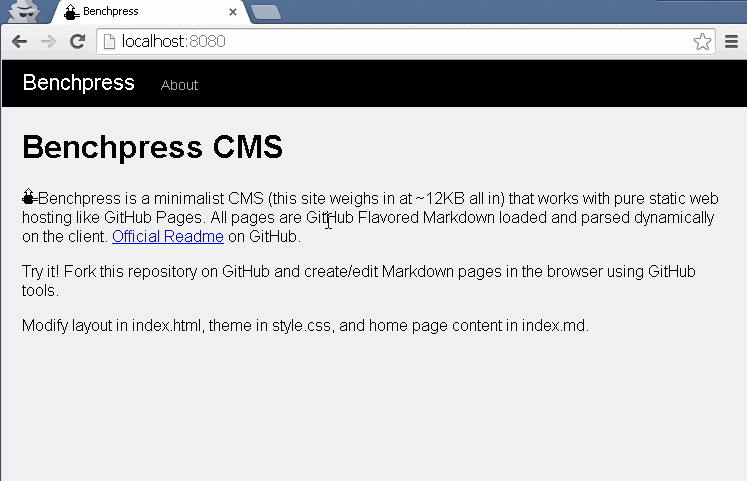 Benchpress
localhost:8080
Benchpress About
Benchpress CMS
Benchpress is a minimalist CMS (this site weighs in at ~12KB all in) that works with pure static web
hosting like GitHub Pages. All pages are GitHub Flavored Markdown loaded and parsed dynamically
on the client. Official Readme on GitHub.
Try it! Fork this repository on GitHub and create/edit Markdown pages in the browser using GitHub
tools.
Modify layout in index.html, theme in style.css, and home page content in index.md.